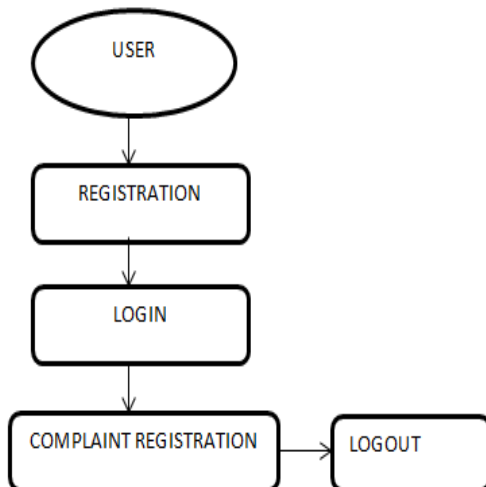 USER
REGISTRATION
LOGIN
COMPLAINT REGISTRATION
LOGOUT